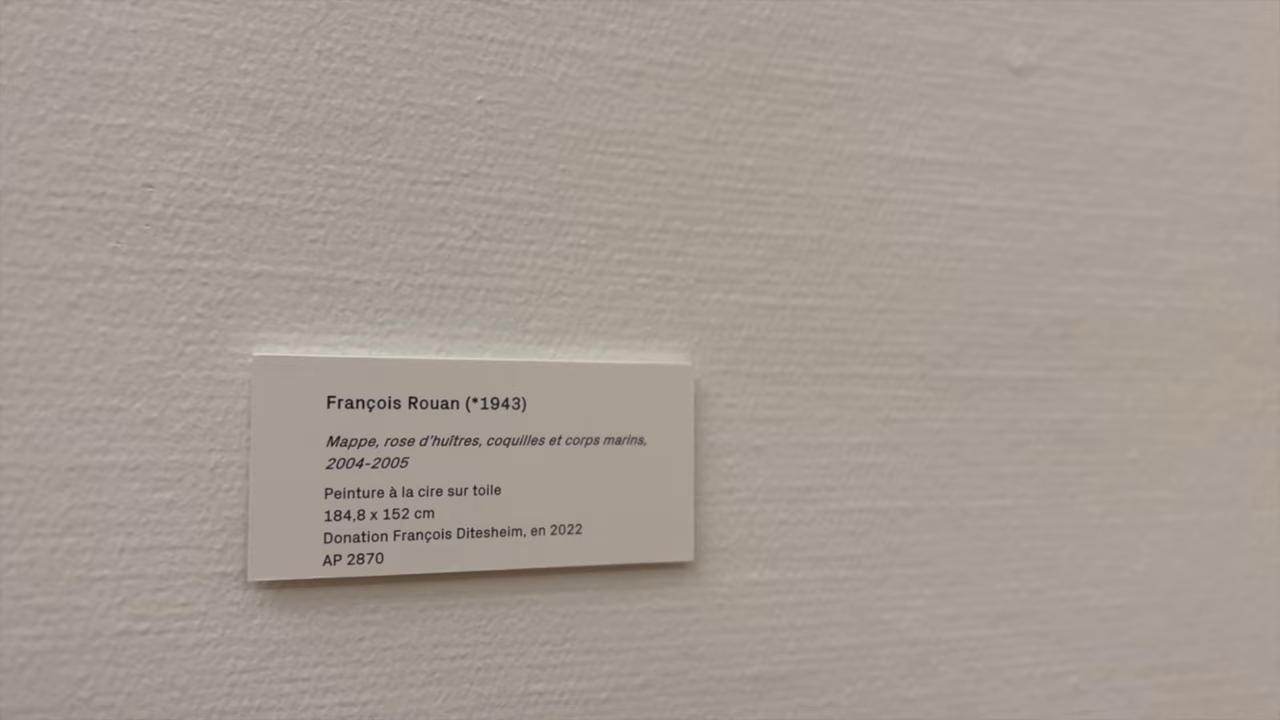 François Rouan (*1943)
Mappe, rose d'huîtres, coquilles et corps marins,
2004-2005
Peinture à la cire sur toile
184,8 x 152 cm
Donation François Ditesheim, en 2022
AP 2870